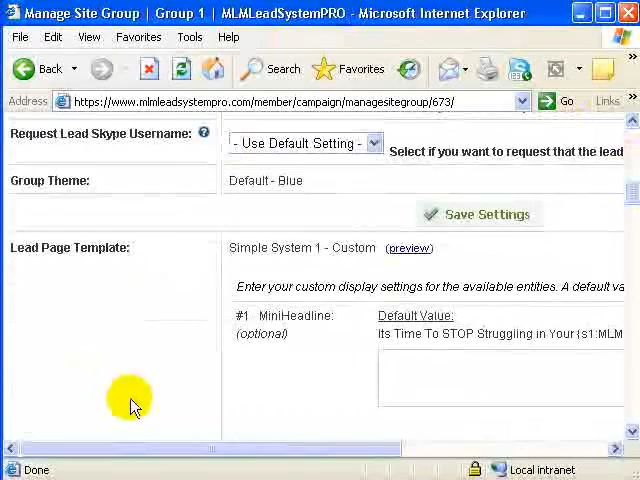 Manage Site Group | Group 1 | MLMLeadSystemPRO - Microsoft Internet Explorer
File Edit View Favorites Tools Help
Back Search Favorites
Address https://www.mlmleadsystempro.com/member/campaign/managesitegroup/673/ Go Links
Request Lead Skype Username: ? - Use Default Setting - Select if you want to request that the lead
Group Theme: Default - Blue
Save Settings
Lead Page Template: Simple System 1 - Custom (preview)
Enter your custom display settings for the available entities. A default va
#1 MiniHeadline: Default Value:
(optional) Its Time To STOP Struggling in Your {s1:MLM
Done Local intranet